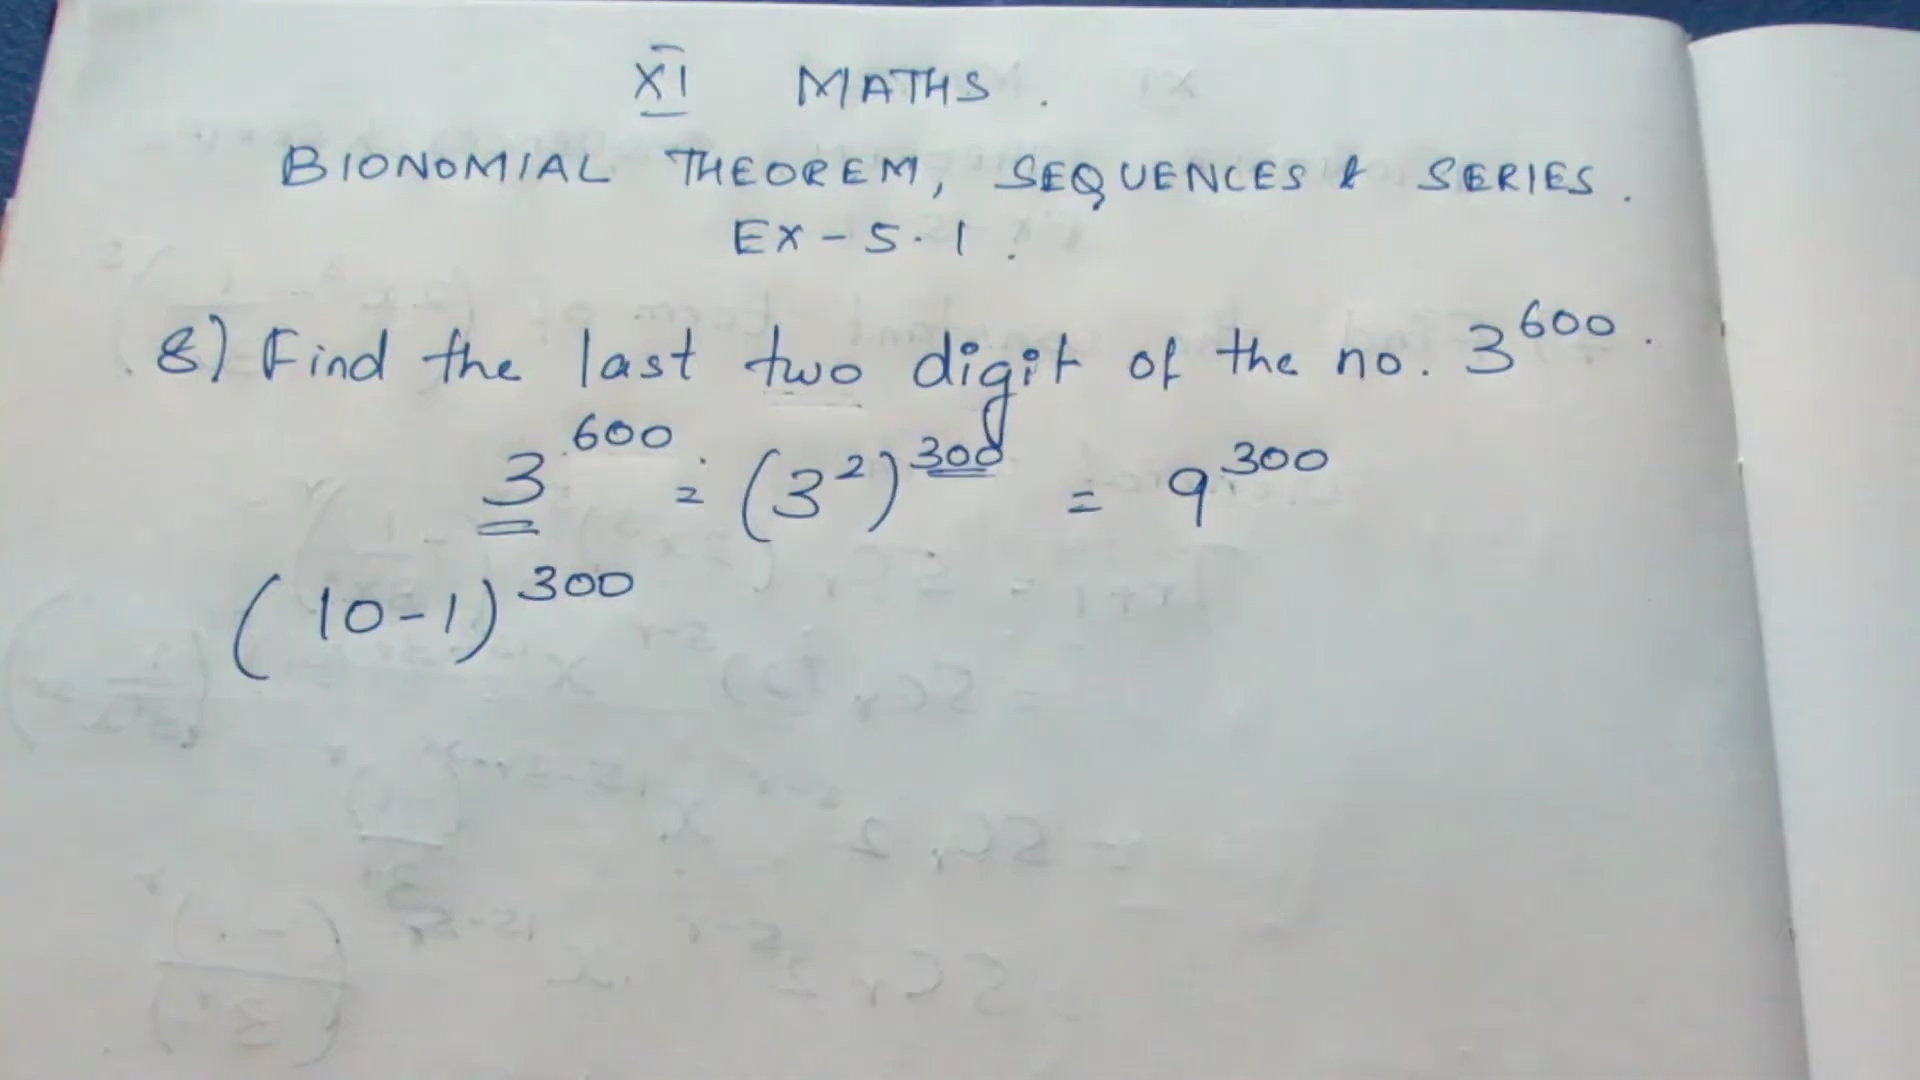 XI MATHS.
BIONOMIAL THEOREM, SEQUENCES & SERIES.
EX-5.1.
8) Find the last two digit of the no. 3^600.
3^600 = (3^2)^300 = 9^300
(10-1)^300